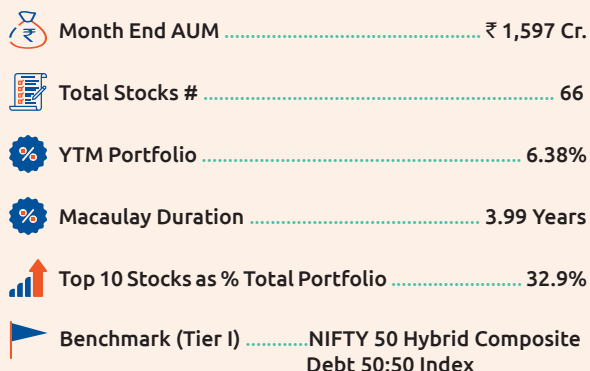 Month End AUM ................................................. ₹ 1,597 Cr.
Total Stocks # .................................................................... 66
YTM Portfolio .............................................................. 6.38%
Macaulay Duration ............................................. 3.99 Years
Top 10 Stocks as % Total Portfolio ......................... 32.9%
Benchmark (Tier I) ............NIFTY 50 Hybrid Composite
Debt 50:50 Index